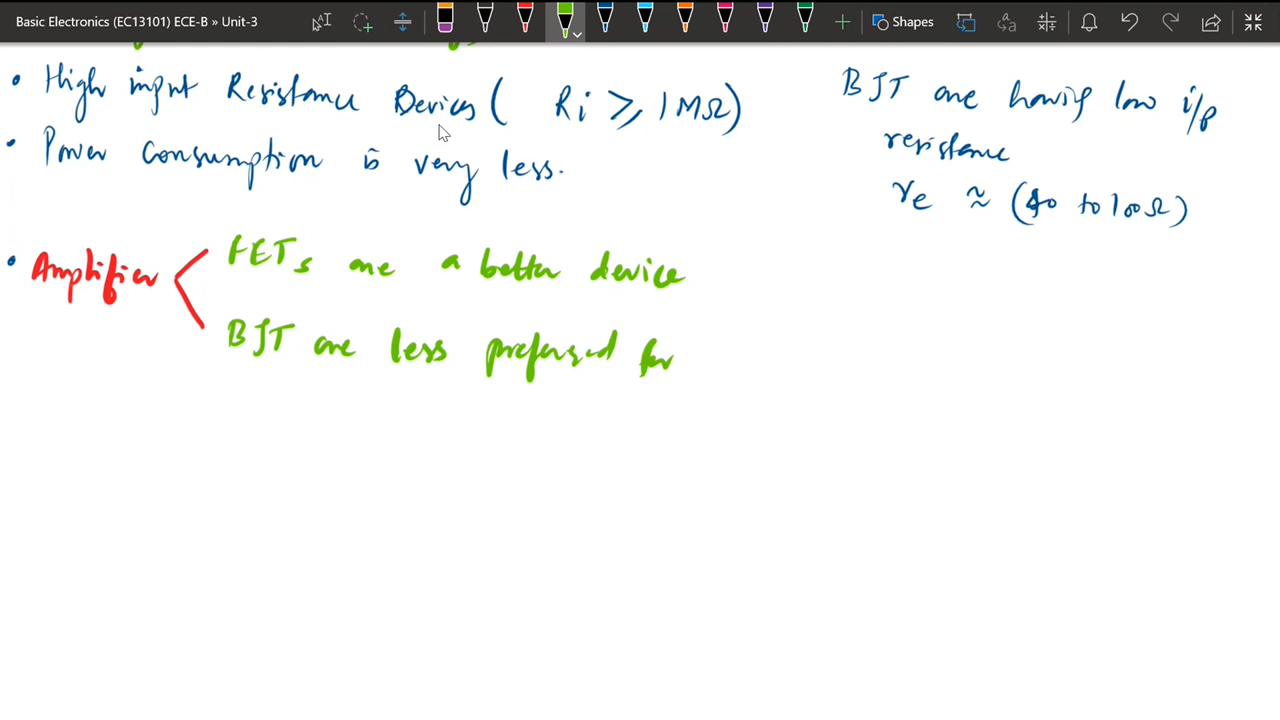 Basic Electronics (EC13101) ECE-B » Unit-3
Shapes
• High input Resistance Devices ( Ri ≥ 1MΩ)
• Power consumption is very less.
BJT are having low i/p
resistance
re ≈ (40 to 100Ω)
• Amplifier
FETs are a better device
BJT are less preferred for